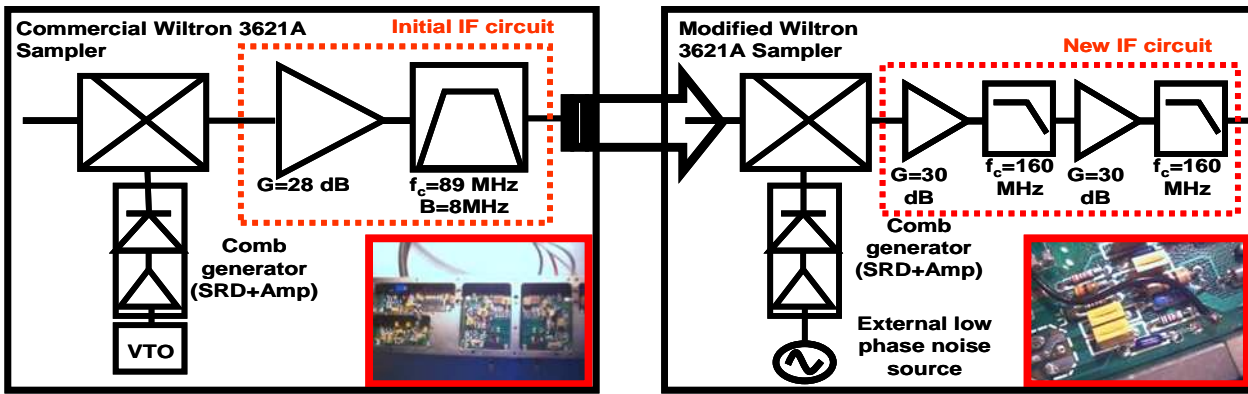 Commercial Wiltron 3621A
Sampler
Initial IF circuit
G=28 dB
fc=89 MHz
B=8MHz
Comb
generator
(SRD+Amp)
VTO
Modified Wiltron
3621A Sampler
New IF circuit
G=30
dB
fc=160
MHz
G=30
dB
fc=160
MHz
Comb
generator
(SRD+Amp)
External low
phase noise
source